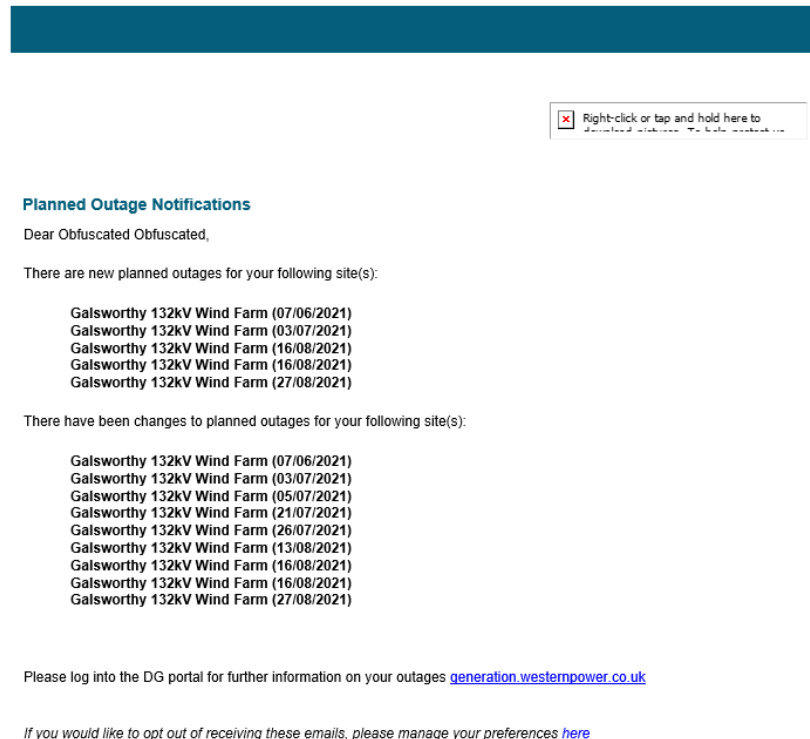 Right-click or tap and hold here to
Planned Outage Notifications
Dear Obfuscated Obfuscated,
There are new planned outages for your following site(s):
Galsworthy 132kV Wind Farm (07/06/2021)
Galsworthy 132kV Wind Farm (03/07/2021)
Galsworthy 132kV Wind Farm (16/08/2021)
Galsworthy 132kV Wind Farm (16/08/2021)
Galsworthy 132kV Wind Farm (27/08/2021)
There have been changes to planned outages for your following site(s):
Galsworthy 132kV Wind Farm (07/06/2021)
Galsworthy 132kV Wind Farm (03/07/2021)
Galsworthy 132kV Wind Farm (05/07/2021)
Galsworthy 132kV Wind Farm (21/07/2021)
Galsworthy 132kV Wind Farm (26/07/2021)
Galsworthy 132kV Wind Farm (13/08/2021)
Galsworthy 132kV Wind Farm (16/08/2021)
Galsworthy 132kV Wind Farm (16/08/2021)
Galsworthy 132kV Wind Farm (27/08/2021)
Please log into the DG portal for further information on your outages generation.westernpower.co.uk
If you would like to opt out of receiving these emails, please manage your preferences here